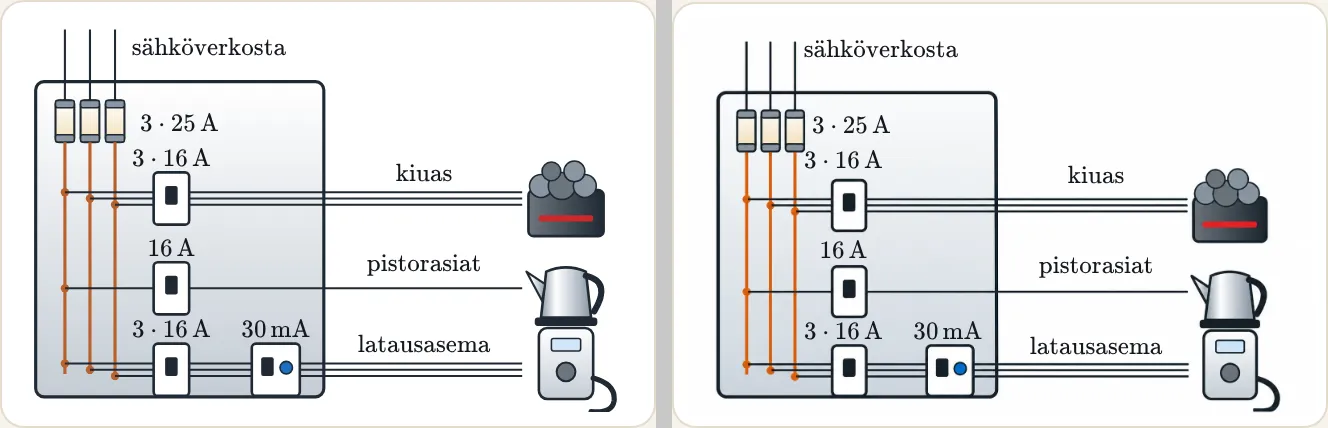 sähköverkosta
3 · 25 A
3 · 16 A
kiuas
16 A
pistorasiat
3 · 16 A
30 mA
latausasema
sähköverkosta
3 · 25 A
3 · 16 A
kiuas
16 A
pistorasiat
3 · 16 A
30 mA
latausasema